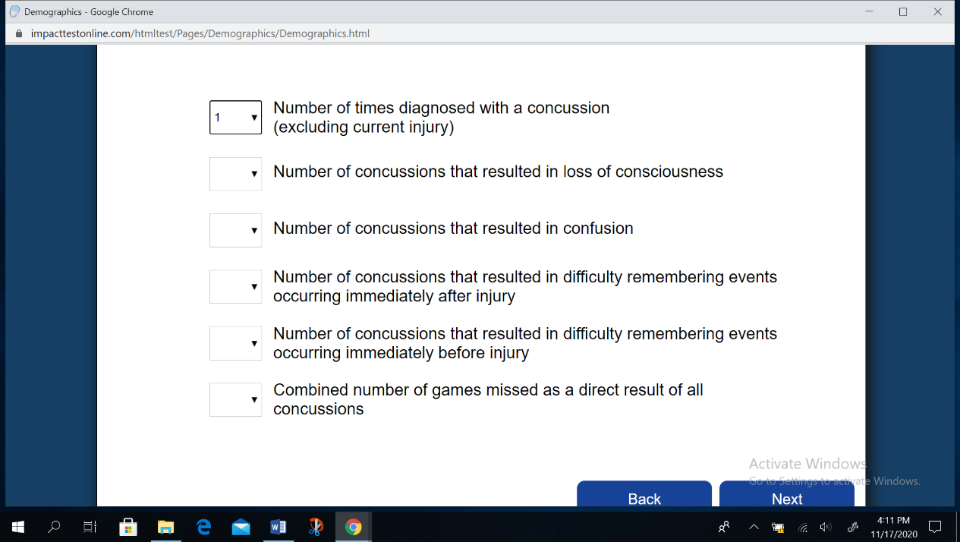 Demographics - Google Chrome
impacttestonline.com/htmltest/Pages/Demographics/Demographics.html
1
Number of times diagnosed with a concussion
(excluding current injury)
Number of concussions that resulted in loss of consciousness
Number of concussions that resulted in confusion
Number of concussions that resulted in difficulty remembering events
occurring immediately after injury
Number of concussions that resulted in difficulty remembering events
occurring immediately before injury
Combined number of games missed as a direct result of all
concussions
Activate Windows
Go to Settings to activate Windows.
Back
Next
4:11 PM
11/17/2020